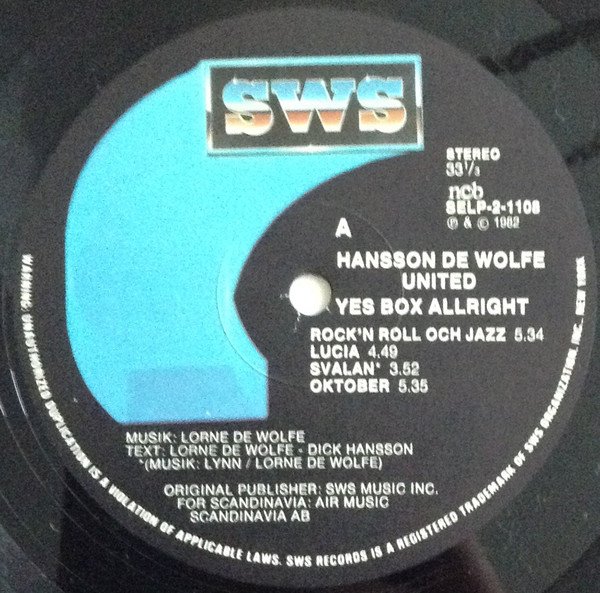 SWS
STEREO
33⅓
ncb
SELP-2-1108
℗ & © 1982
A
HANSSON DE WOLFE
UNITED
YES BOX ALLRIGHT
ROCK'N ROLL OCH JAZZ 5.34
LUCIA 4.49
SVALAN* 3.52
OKTOBER 5.35
MUSIK: LORNE DE WOLFE
TEXT: LORNE DE WOLFE - DICK HANSSON
*(MUSIK: LYNN / LORNE DE WOLFE)
ORIGINAL PUBLISHER: SWS MUSIC INC.
FOR SCANDINAVIA: AIR MUSIC
SCANDINAVIA AB
WARNING: UNAUTHORIZED DUPLICATION IS A VIOLATION OF APPLICABLE LAWS. SWS RECORDS IS A REGISTERED TRADEMARK OF SWS ORGANIZATION, INC. NEW YORK